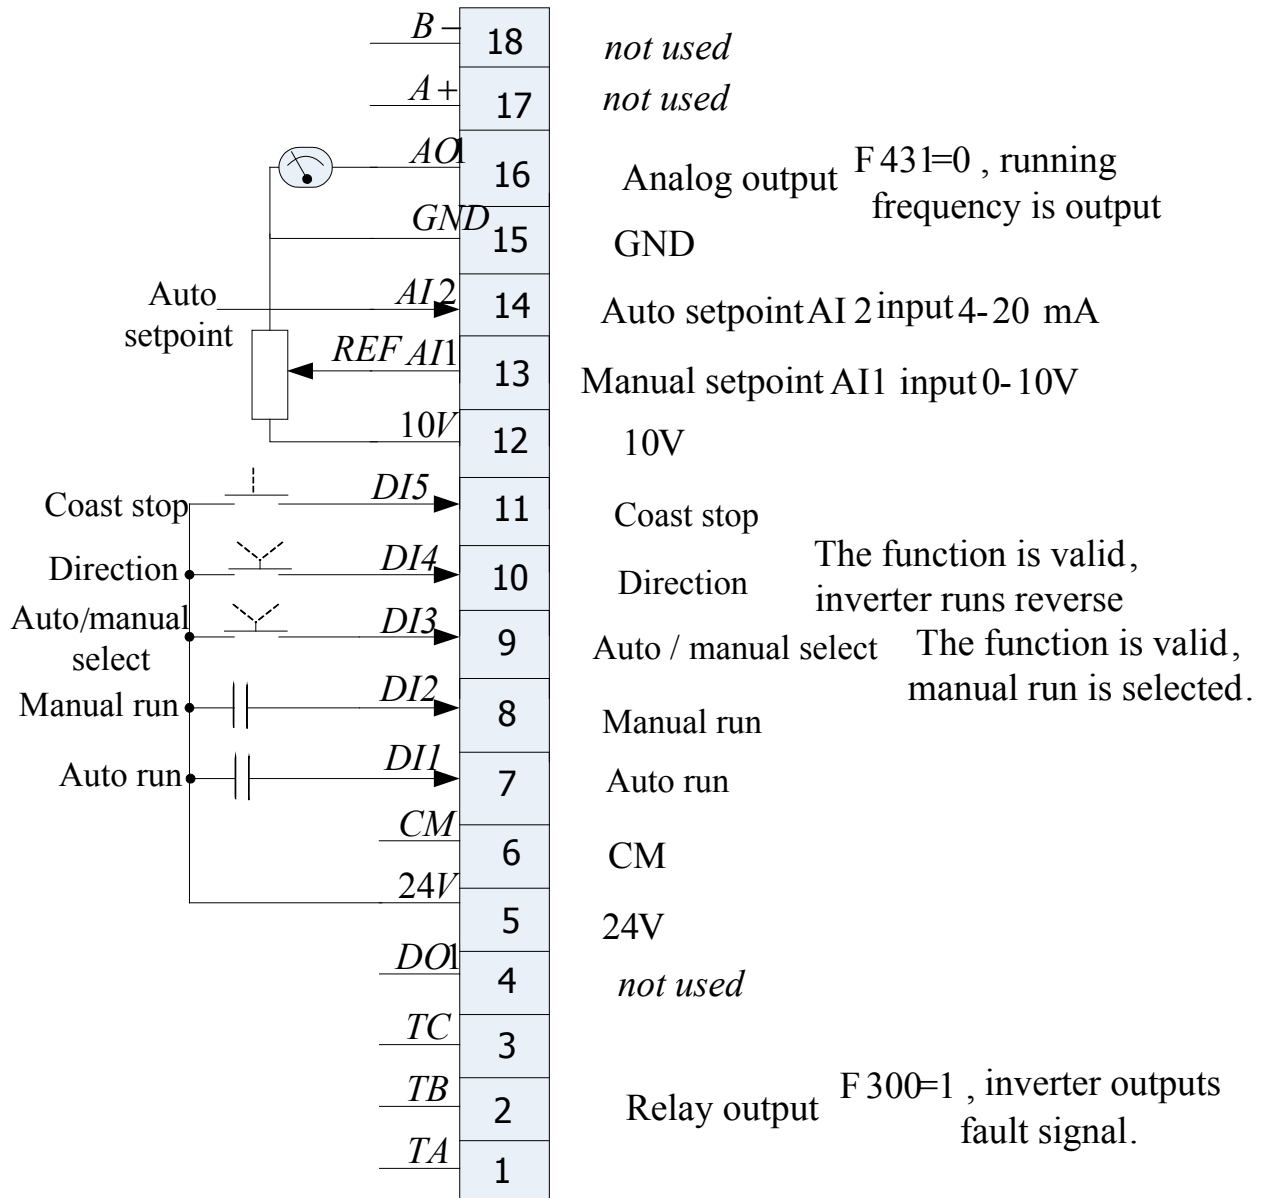 B − 18 not used
A + 17 not used
AO1 16 Analog output F431=0 , running
frequency is output
GND 15 GND
Auto
setpoint
AI2 14 Auto setpoint AI 2 input 4-20 mA
REF AI1 13 Manual setpoint AI1 input 0-10V
10V 12 10V
Coast stop DI5 11 Coast stop
Direction DI4 10 Direction The function is valid,
inverter runs reverse
Auto/manual
select
DI3 9 Auto / manual select The function is valid,
manual run is selected.
Manual run DI2 8 Manual run
Auto run DI1 7 Auto run
CM 6 CM
24V 5 24V
DO1 4 not used
TC 3
TB 2 Relay output F300=1 , inverter outputs
fault signal.
TA 1